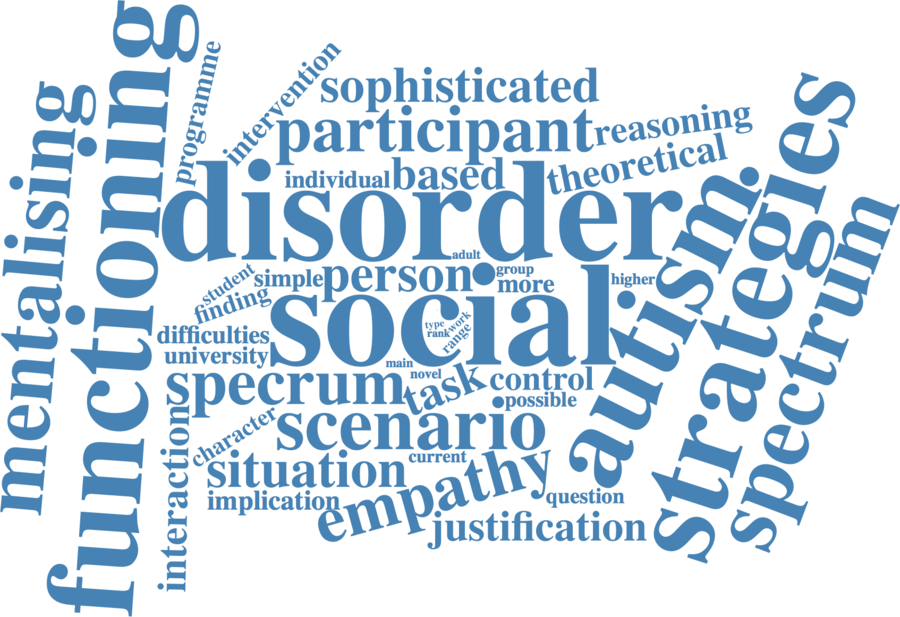 functioning
mentalising
programme
intervention
sophisticated
participant
reasoning
individual
based
theoretical
disorder
adult
student
simple
person
group
more
higher
finding
social
difficulties
university
type
rank
work
range
main
novel
specrum
task
control
possible
character
scenario
interaction
situation
current
implication
empathy
question
justification
autism
strategies
spectrum